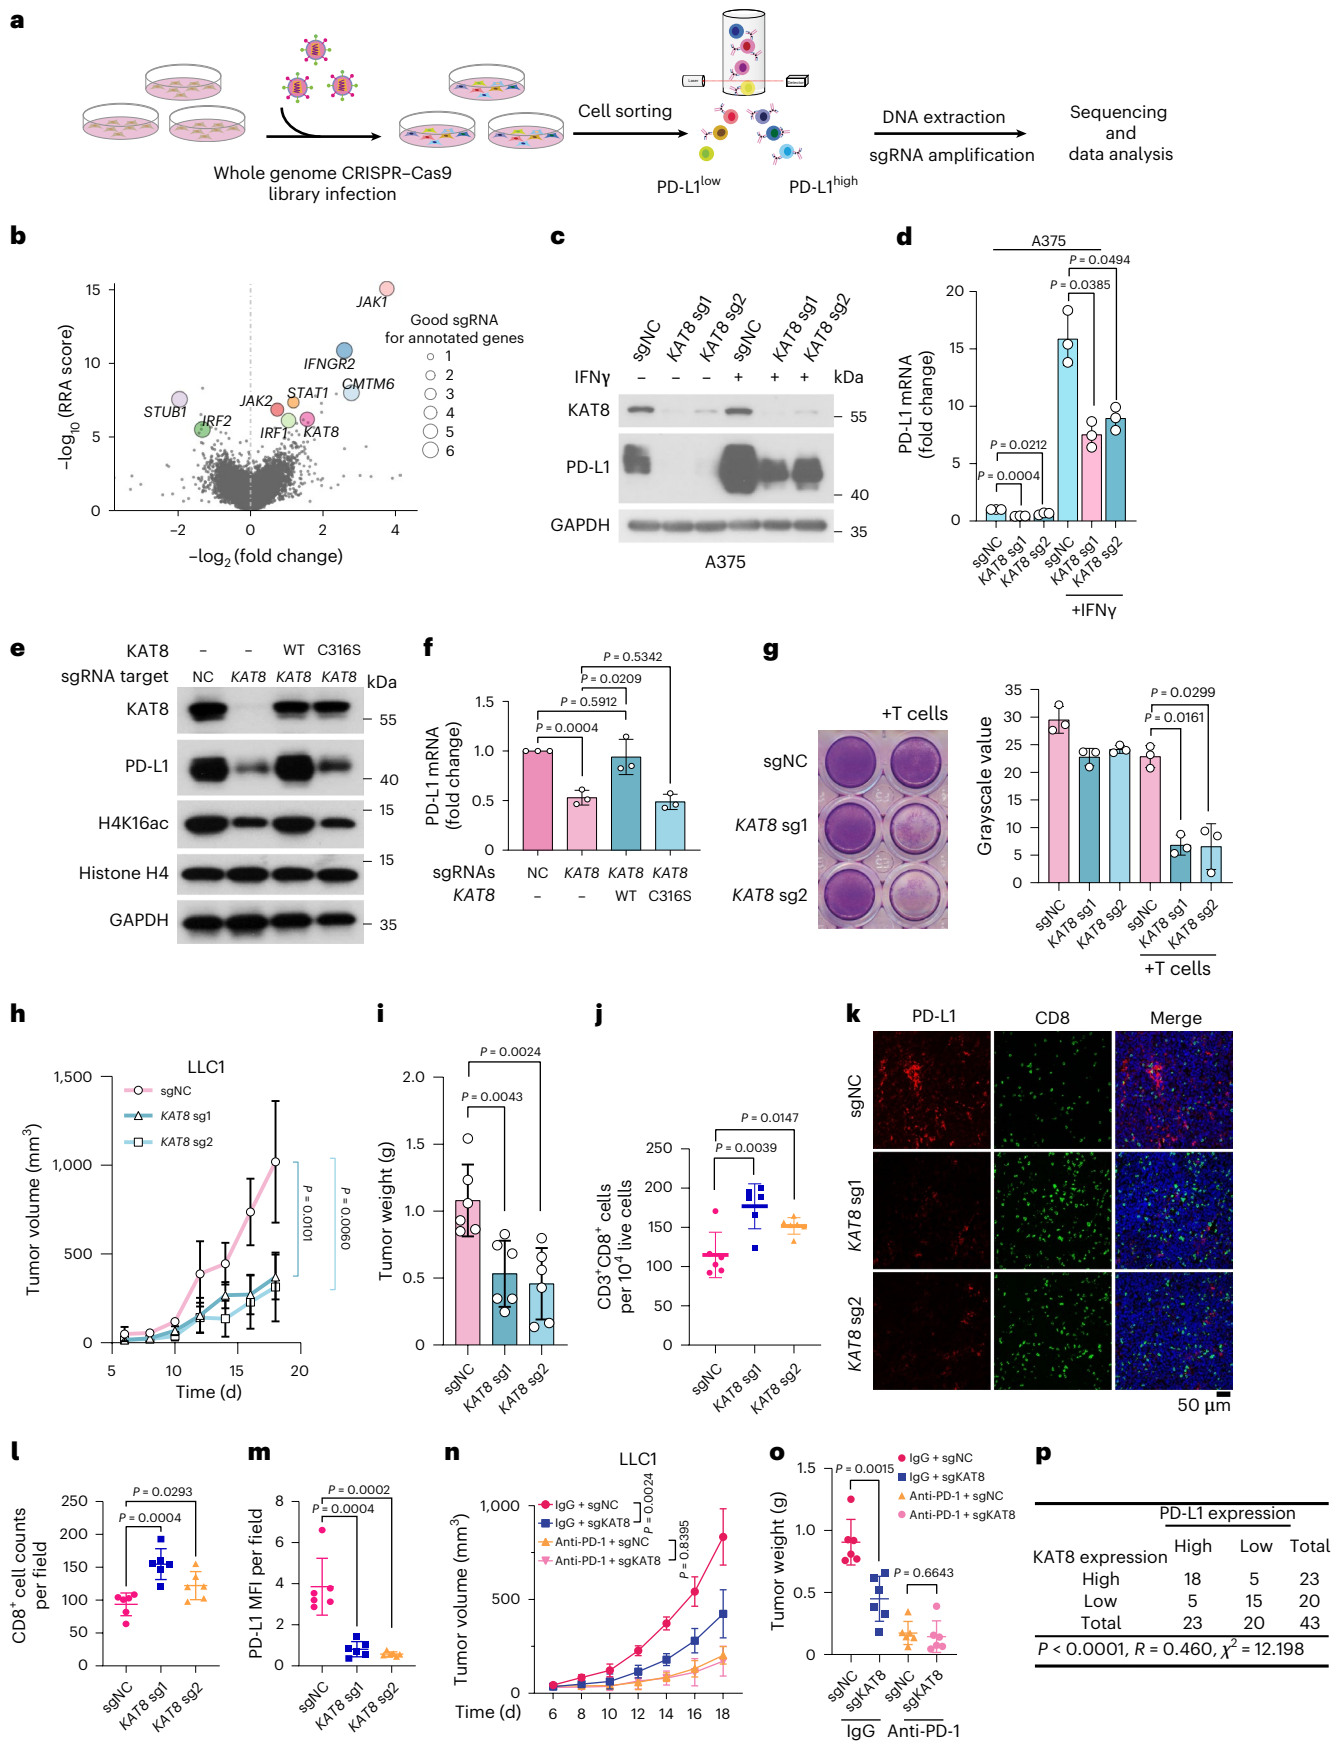 a
Whole genome CRISPR–Cas9
library infection
Cell sorting
Laser
PD-L1low
PD-L1high
DNA extraction
sgRNA amplification
Sequencing
and
data analysis
b
–log10 (RRA score)
15
10
5
0
–2
0
2
4
–log2 (fold change)
JAK1
IFNGR2
CMTM6
STUB1
IRF2
JAK2
STAT1
IRF1
KAT8
Good sgRNA
for annotated genes
1
2
3
4
5
6
c
sgNC
KAT8 sg1
KAT8 sg2
sgNC
KAT8 sg1
KAT8 sg2
IFNγ
– – – + + +
kDa
KAT8
55
PD-L1
40
GAPDH
35
A375
d
A375
P = 0.0494
P = 0.0385
P = 0.0212
P = 0.0004
PD-L1 mRNA
(fold change)
20
15
10
5
0
sgNC
KAT8 sg1
KAT8 sg2
sgNC
KAT8 sg1
KAT8 sg2
+IFNγ
e
KAT8 – – WT C316S
sgRNA target NC KAT8 KAT8 KAT8 kDa
KAT8
55
PD-L1
40
15
H4K16ac
15
Histone H4
GAPDH
35
f
P = 0.5342
P = 0.0209
P = 0.5912
P = 0.0004
PD-L1 mRNA
(fold change)
1.5
1.0
0.5
0
sgRNAs NC KAT8 KAT8 KAT8
KAT8 – – WT C316S
g
+T cells
sgNC
KAT8 sg1
KAT8 sg2
Grayscale value
35
30
25
20
15
10
5
0
P = 0.0299
P = 0.0161
sgNC
KAT8 sg1
KAT8 sg2
sgNC
KAT8 sg1
KAT8 sg2
+T cells
h
LLC1
sgNC
KAT8 sg1
KAT8 sg2
Tumor volume (mm3)
1,500
1,000
500
0
5
10
15
20
Time (d)
P = 0.0101
P = 0.0060
i
P = 0.0024
P = 0.0043
Tumor weight (g)
2.0
1.5
1.0
0.5
0
sgNC
KAT8 sg1
KAT8 sg2
j
P = 0.0147
P = 0.0039
CD3+CD8+ cells
per 104 live cells
250
200
150
100
50
0
sgNC
KAT8 sg1
KAT8 sg2
k
PD-L1
CD8
Merge
sgNC
KAT8 sg1
KAT8 sg2
50 μm
l
P = 0.0293
P = 0.0004
CD8+ cell counts
per field
250
200
150
100
50
0
sgNC
KAT8 sg1
KAT8 sg2
m
P = 0.0002
P = 0.0004
PD-L1 MFI per field
8
6
4
2
0
sgNC
KAT8 sg1
KAT8 sg2
n
LLC1
IgG + sgNC
IgG + sgKAT8
Anti-PD-1 + sgNC
Anti-PD-1 + sgKAT8
P = 0.0024
P = 0.8395
Tumor volume (mm3)
1,000
500
0
Time (d) 6 8 10 12 14 16 18
o
IgG + sgNC
IgG + sgKAT8
Anti-PD-1 + sgNC
Anti-PD-1 + sgKAT8
P = 0.0015
P = 0.6643
Tumor weight (g)
1.5
1.0
0.5
0
sgNC
sgKAT8
sgNC
sgKAT8
IgG
Anti-PD-1
p
PD-L1 expression
KAT8 expression High Low Total
High 18 5 23
Low 5 15 20
Total 23 20 43
P < 0.0001, R = 0.460, χ2 = 12.198